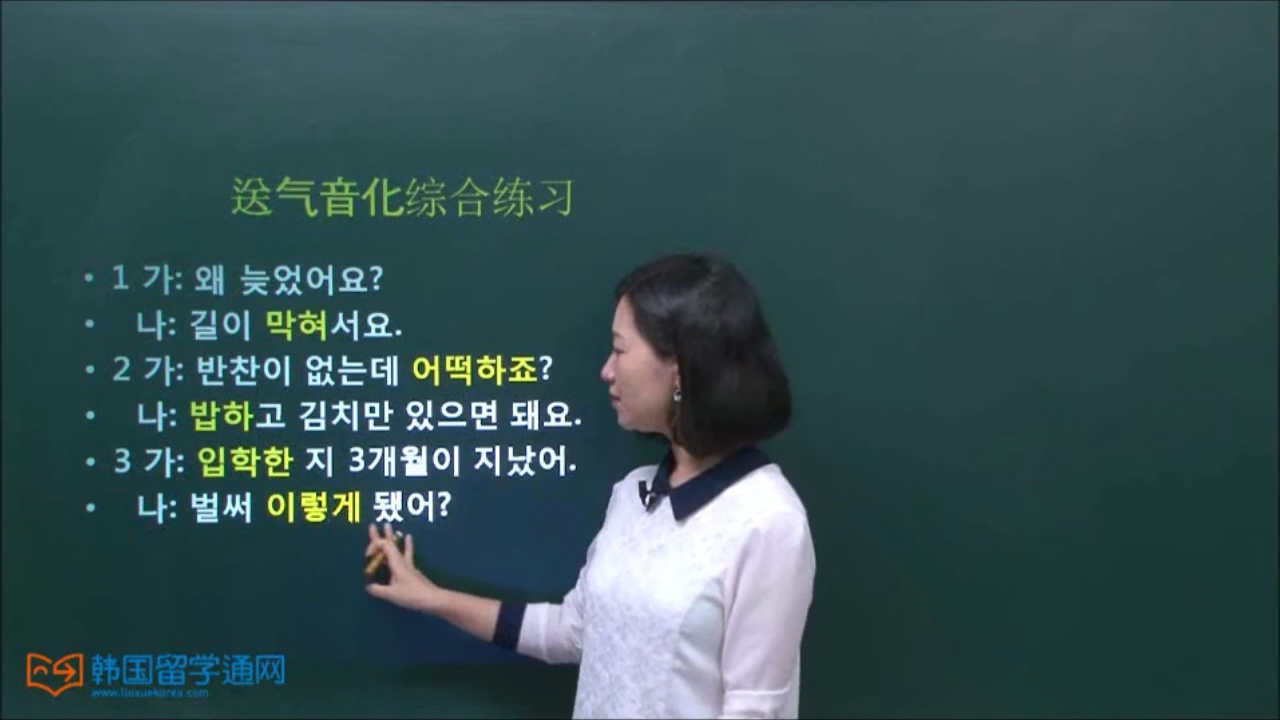 送气音化综合练习
• 1 가: 왜 늦었어요?
• 나: 길이 막혀서요.
• 2 가: 반찬이 없는데 어떡하죠?
• 나: 밥하고 김치만 있으면 돼요.
• 3 가: 입학한 지 3개월이 지났어.
• 나: 벌써 이렇게 됐어?
韩国留学通网
www.liuxuekorea.com